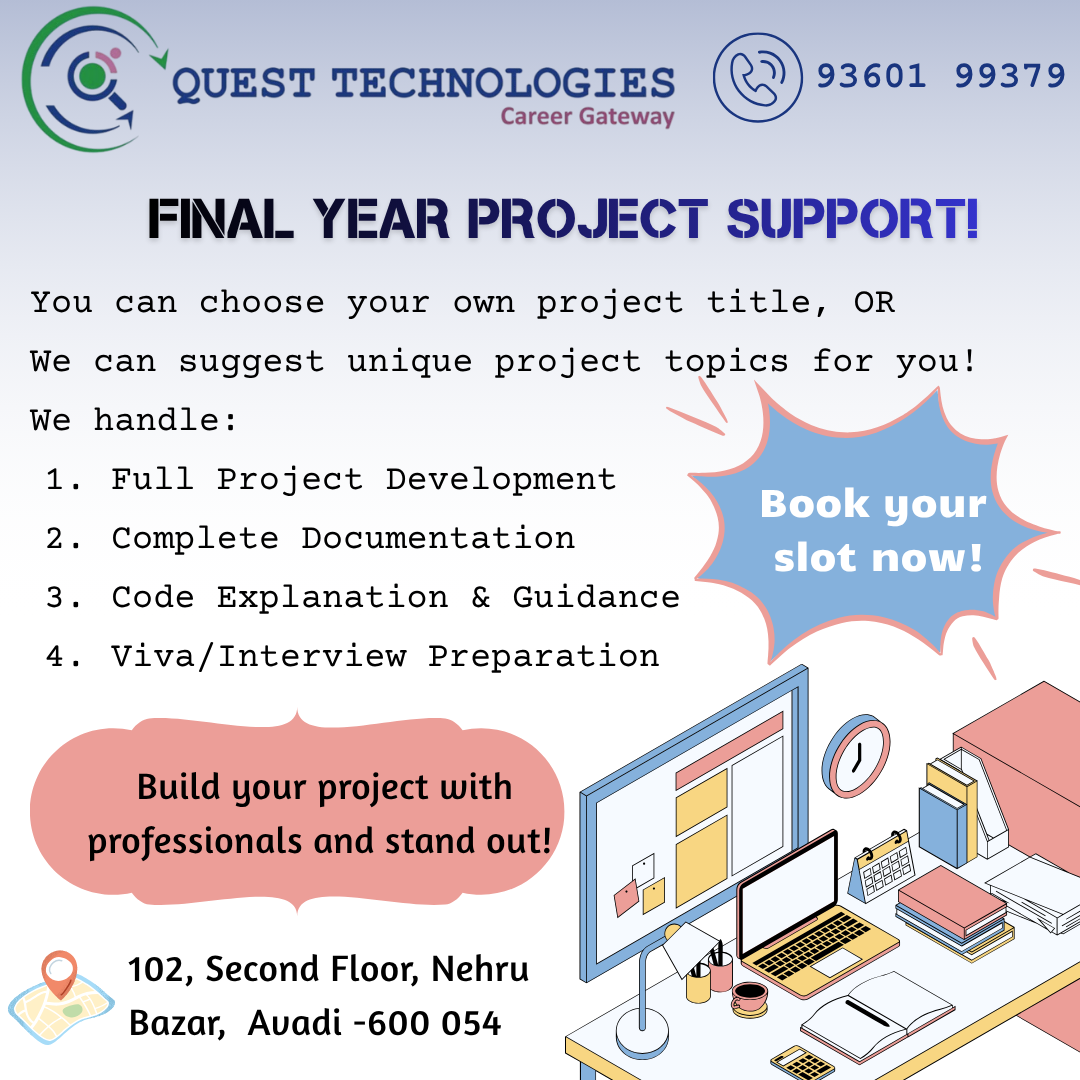 QUEST TECHNOLOGIES
Career Gateway
93601 99379
FINAL YEAR PROJECT SUPPORT!
You can choose your own project title, OR
We can suggest unique project topics for you!
We handle:
1. Full Project Development
2. Complete Documentation
3. Code Explanation & Guidance
4. Viva/Interview Preparation
Book your
slot now!
Build your project with
professionals and stand out!
102, Second Floor, Nehru
Bazar, Avadi -600 054